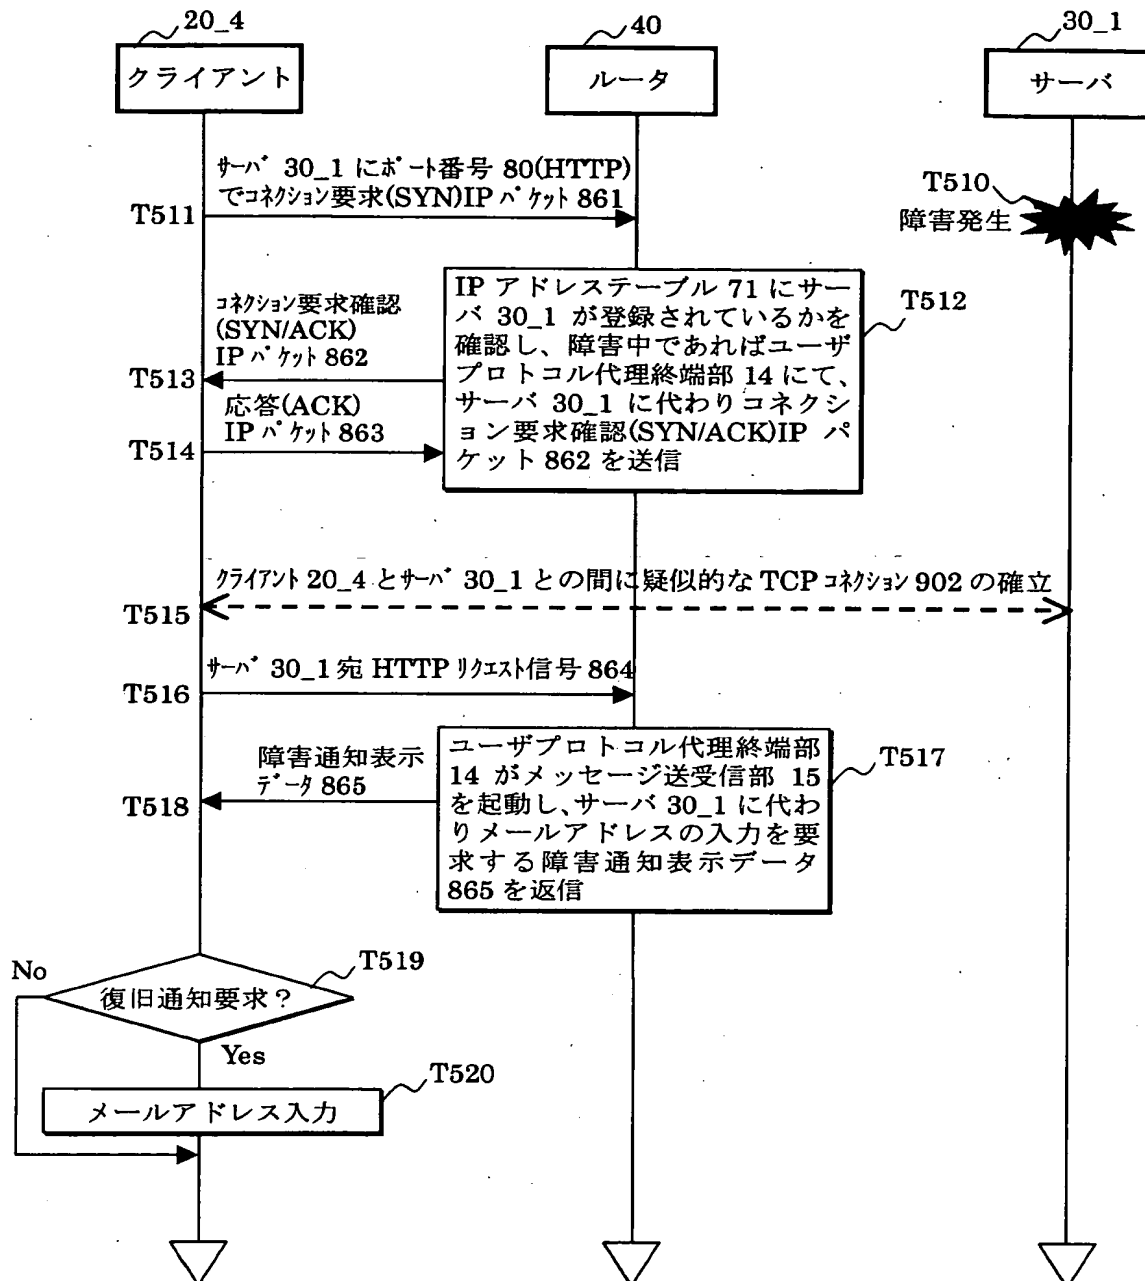 20_4
40
30_1
クライアント
ルータ
サーバ
サーバ 30_1 にポート番号 80(HTTP)
でコネクション要求(SYN)IP パケット 861
T511
T510
障害発生
IP アドレステーブル 71 にサー
バ 30_1 が登録されているかを
確認し、障害中であればユーザ
プロトコル代理終端部 14 にて、
サーバ 30_1 に代わりコネクシ
ョン要求確認(SYN/ACK)IP パ
ケット 862 を送信
T512
コネクション要求確認
(SYN/ACK)
IP パケット 862
T513
応答(ACK)
IP パケット 863
T514
クライアント 20_4 とサーバ 30_1 との間に疑似的な TCP コネクション 902 の確立
T515
サーバ 30_1 宛 HTTP リクエスト信号 864
T516
ユーザプロトコル代理終端部
14 がメッセージ送受信部 15
を起動し、サーバ 30_1 に代わ
りメールアドレスの入力を要
求する障害通知表示データ
865 を返信
T517
障害通知表示
データ 865
T518
No
T519
復旧通知要求？
Yes
T520
メールアドレス入力